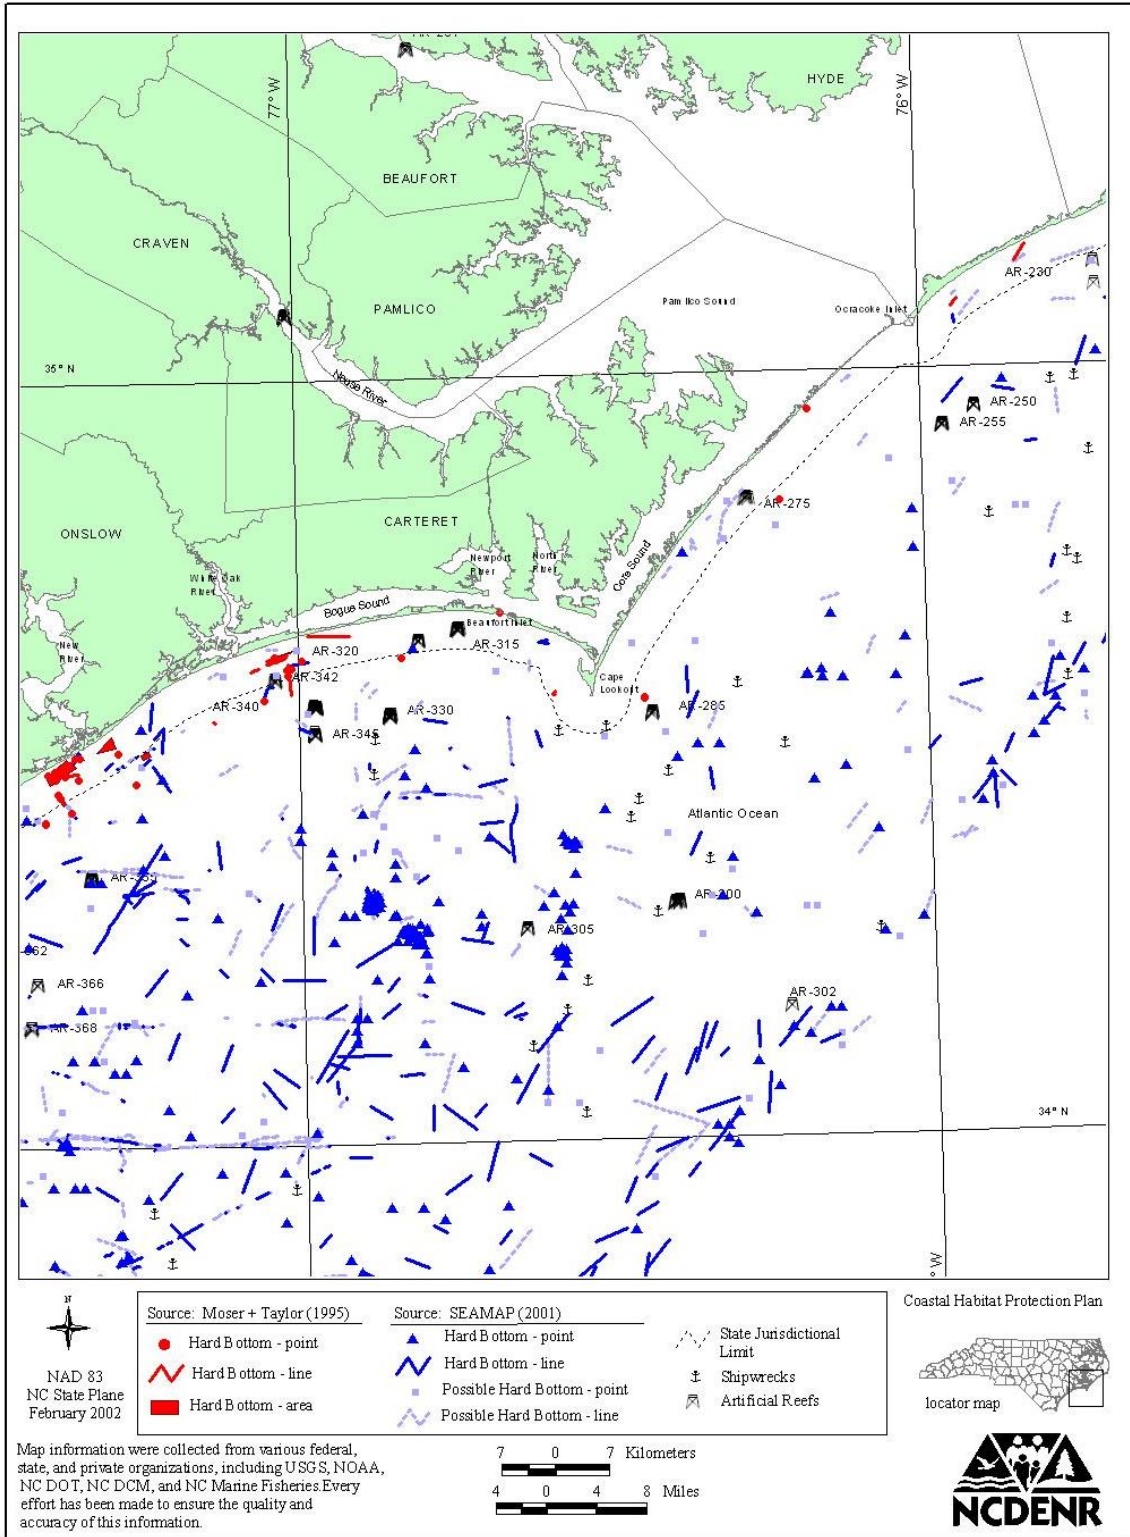 HYDE
77° W
76° W
BEAUFORT
CRAVEN
AR-230
PAMLICO
Pamlico Sound
Ocracoke Inlet
35° N
Neuse River
AR-250
AR-255
AR-275
CARTERET
ONSLOW
Newport
River
North
River
Core Sound
White Oak
River
Bogue Sound
Beaufort Inlet
New
River
AR-320
AR-315
AR-342
Cape
Lookout
AR-340
AR-330
AR-285
AR-345
Atlantic Ocean
AR-305
AR-366
AR-302
AR-368
34° N
° W
N
NAD 83
NC State Plane
February 2002
Source: Moser + Taylor (1995)
Hard Bottom - point
Hard Bottom - line
Hard Bottom - area
Source: SEAMAP (2001)
Hard Bottom - point
Hard Bottom - line
Possible Hard Bottom - point
Possible Hard Bottom - line
State Jurisdictional
Limit
Shipwrecks
Artificial Reefs
Coastal Habitat Protection Plan
locator map
Map information were collected from various federal,
state, and private organizations, including USGS, NOAA,
NC DOT, NC DCM, and NC Marine Fisheries. Every
effort has been made to ensure the quality and
accuracy of this information.
7 0 7 Kilometers
4 0 4 8 Miles
NCDENR